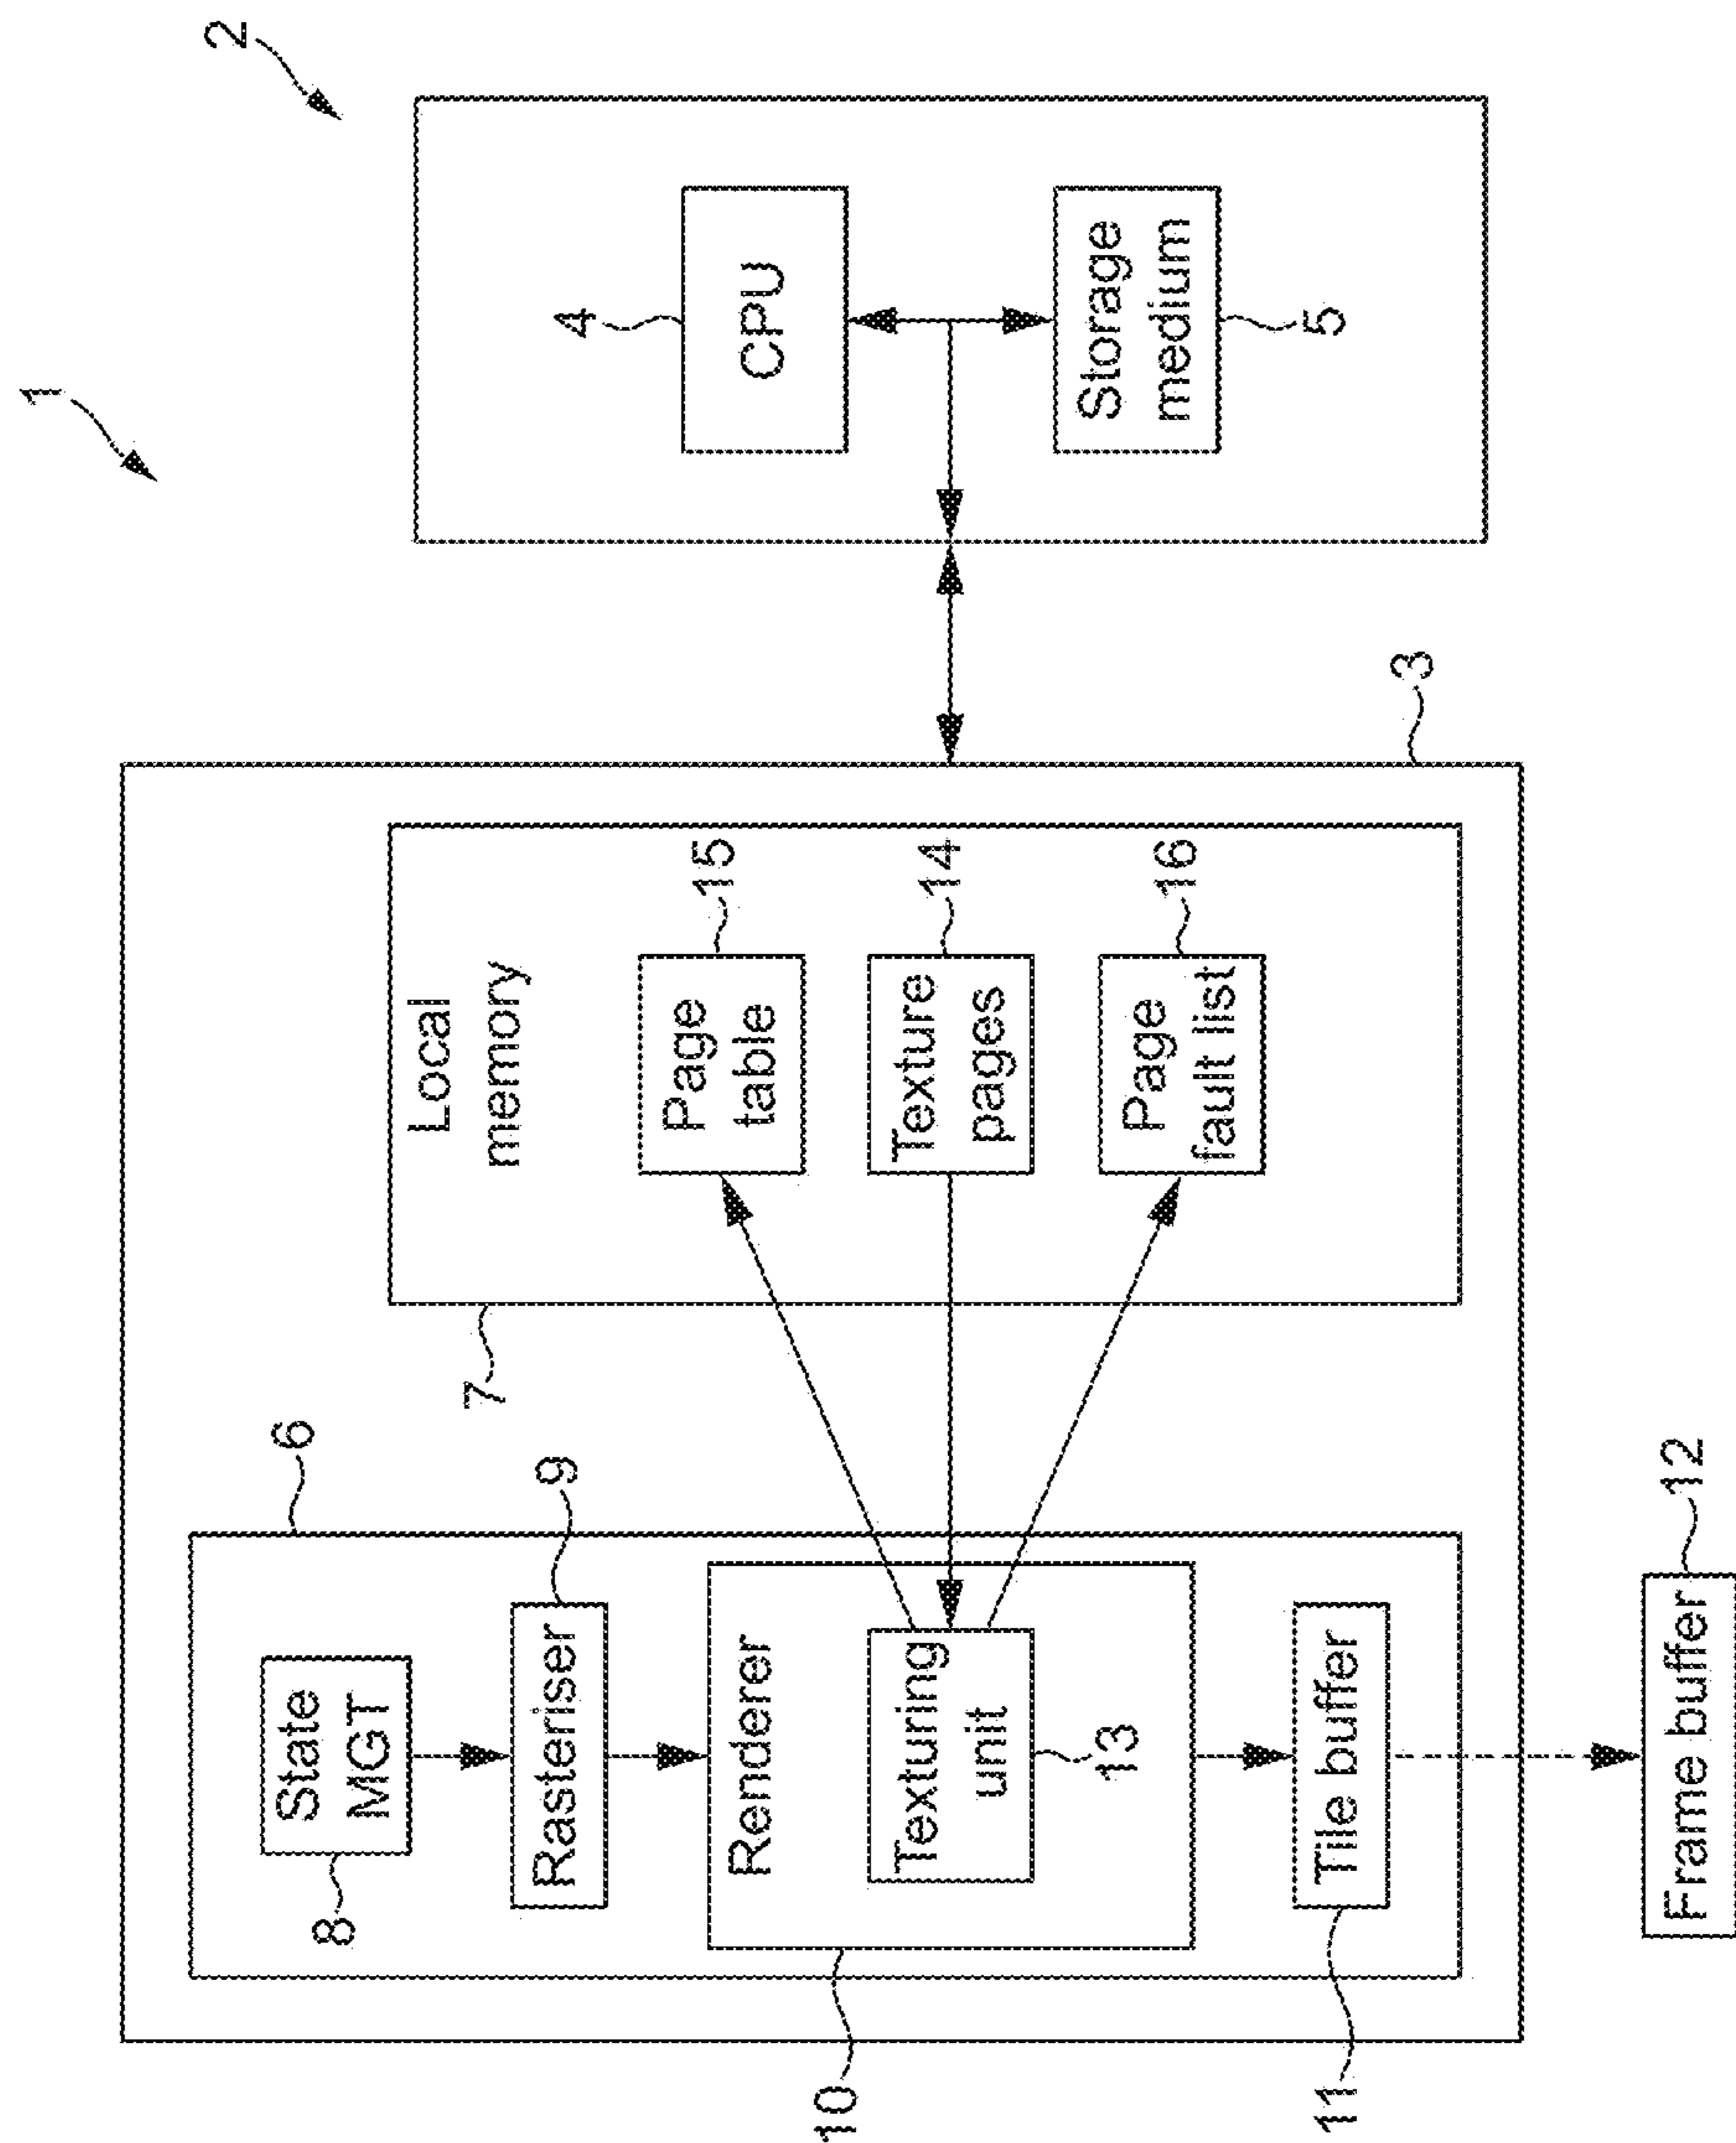 1
2
3
6
7
Local
memory
State
MGT
8
Rasteriser
9
Renderer
10
Texturing
unit
13
Tile buffer
11
Frame buffer
12
Page
table
15
Texture
pages
14
Page
fault list
16
CPU
4
Storage
medium
5